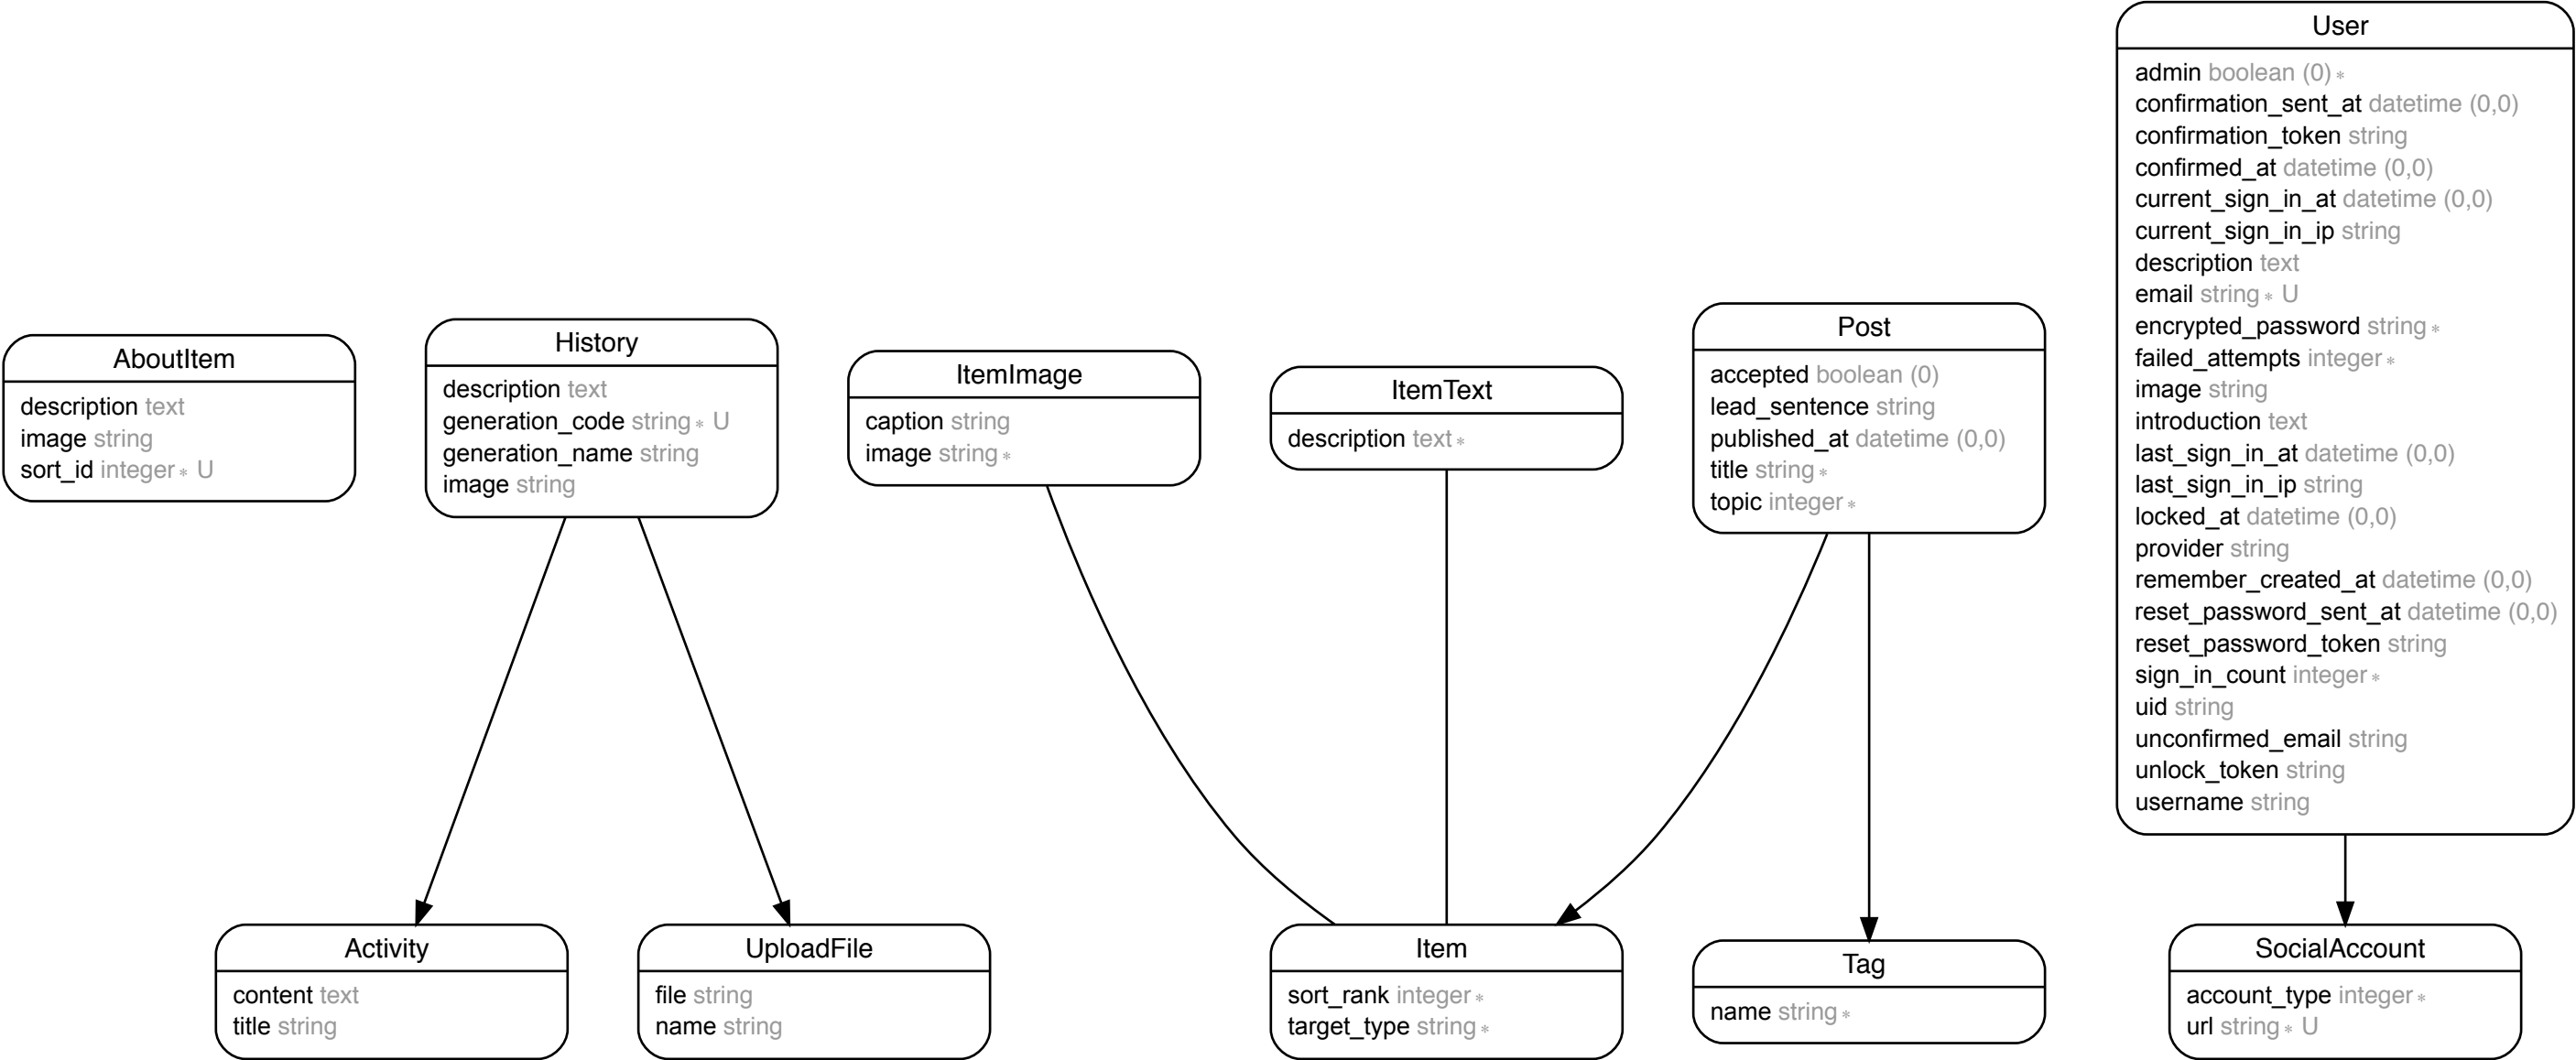 AboutItem
description text
image string
sort_id integer ∗ U
History
description text
generation_code string ∗ U
generation_name string
image string
ItemImage
caption string
image string ∗
ItemText
description text ∗
Post
accepted boolean (0)
lead_sentence string
published_at datetime (0,0)
title string ∗
topic integer ∗
User
admin boolean (0) ∗
confirmation_sent_at datetime (0,0)
confirmation_token string
confirmed_at datetime (0,0)
current_sign_in_at datetime (0,0)
current_sign_in_ip string
description text
email string ∗ U
encrypted_password string ∗
failed_attempts integer ∗
image string
introduction text
last_sign_in_at datetime (0,0)
last_sign_in_ip string
locked_at datetime (0,0)
provider string
remember_created_at datetime (0,0)
reset_password_sent_at datetime (0,0)
reset_password_token string
sign_in_count integer ∗
uid string
unconfirmed_email string
unlock_token string
username string
Activity
content text
title string
UploadFile
file string
name string
Item
sort_rank integer ∗
target_type string ∗
Tag
name string ∗
SocialAccount
account_type integer ∗
url string ∗ U